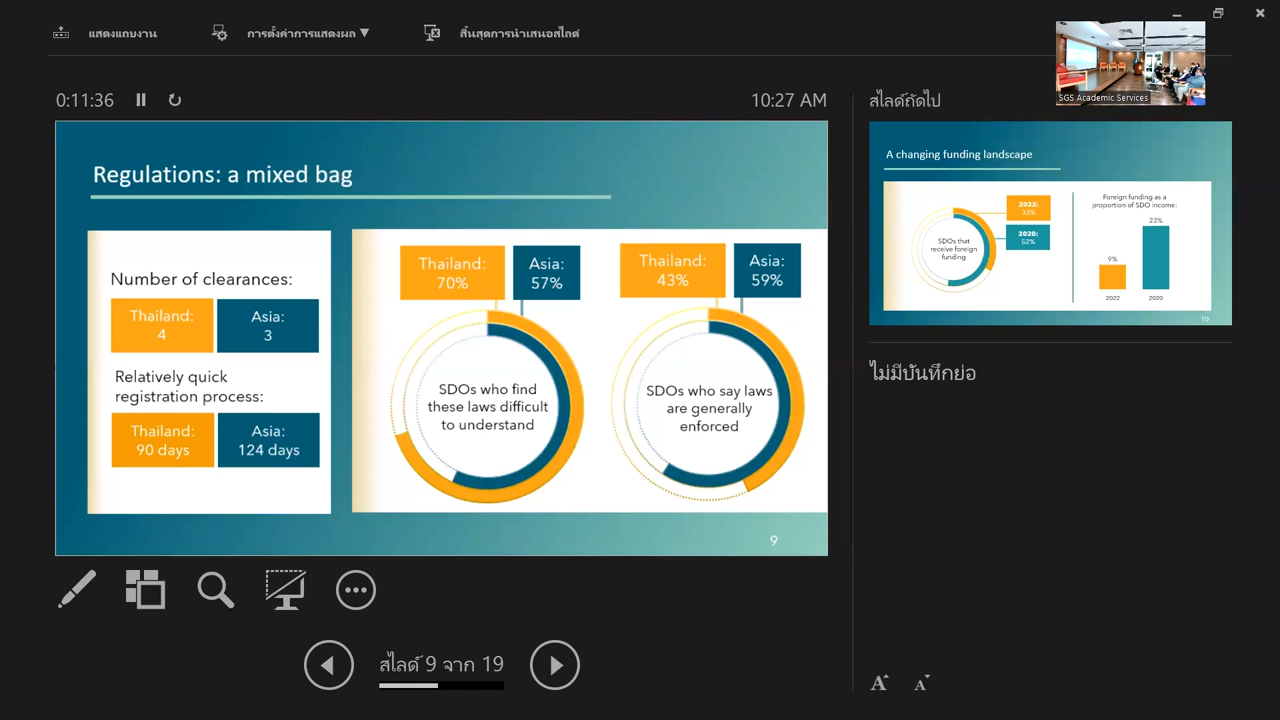 แสดงแถบงาน
การตั้งค่าการแสดงผล ▼
สิ้นสุดการนำเสนอสไลด์
SGS Academic Services
0:11:36
10:27 AM
สไลด์ถัดไป
Regulations: a mixed bag
Number of clearances:
Thailand:
4
Asia:
3
Relatively quick
registration process:
Thailand:
90 days
Asia:
124 days
Thailand:
70%
Asia:
57%
SDOs who find
these laws difficult
to understand
Thailand:
43%
Asia:
59%
SDOs who say laws
are generally
enforced
9
A changing funding landscape
SDOs that
receive foreign
funding
2022:
32%
2020:
52%
Foreign funding as a
proportion of SDO income:
9%
23%
2022
2020
10
ไม่มีบันทึกย่อ
สไลด์ 9 จาก 19
A
A